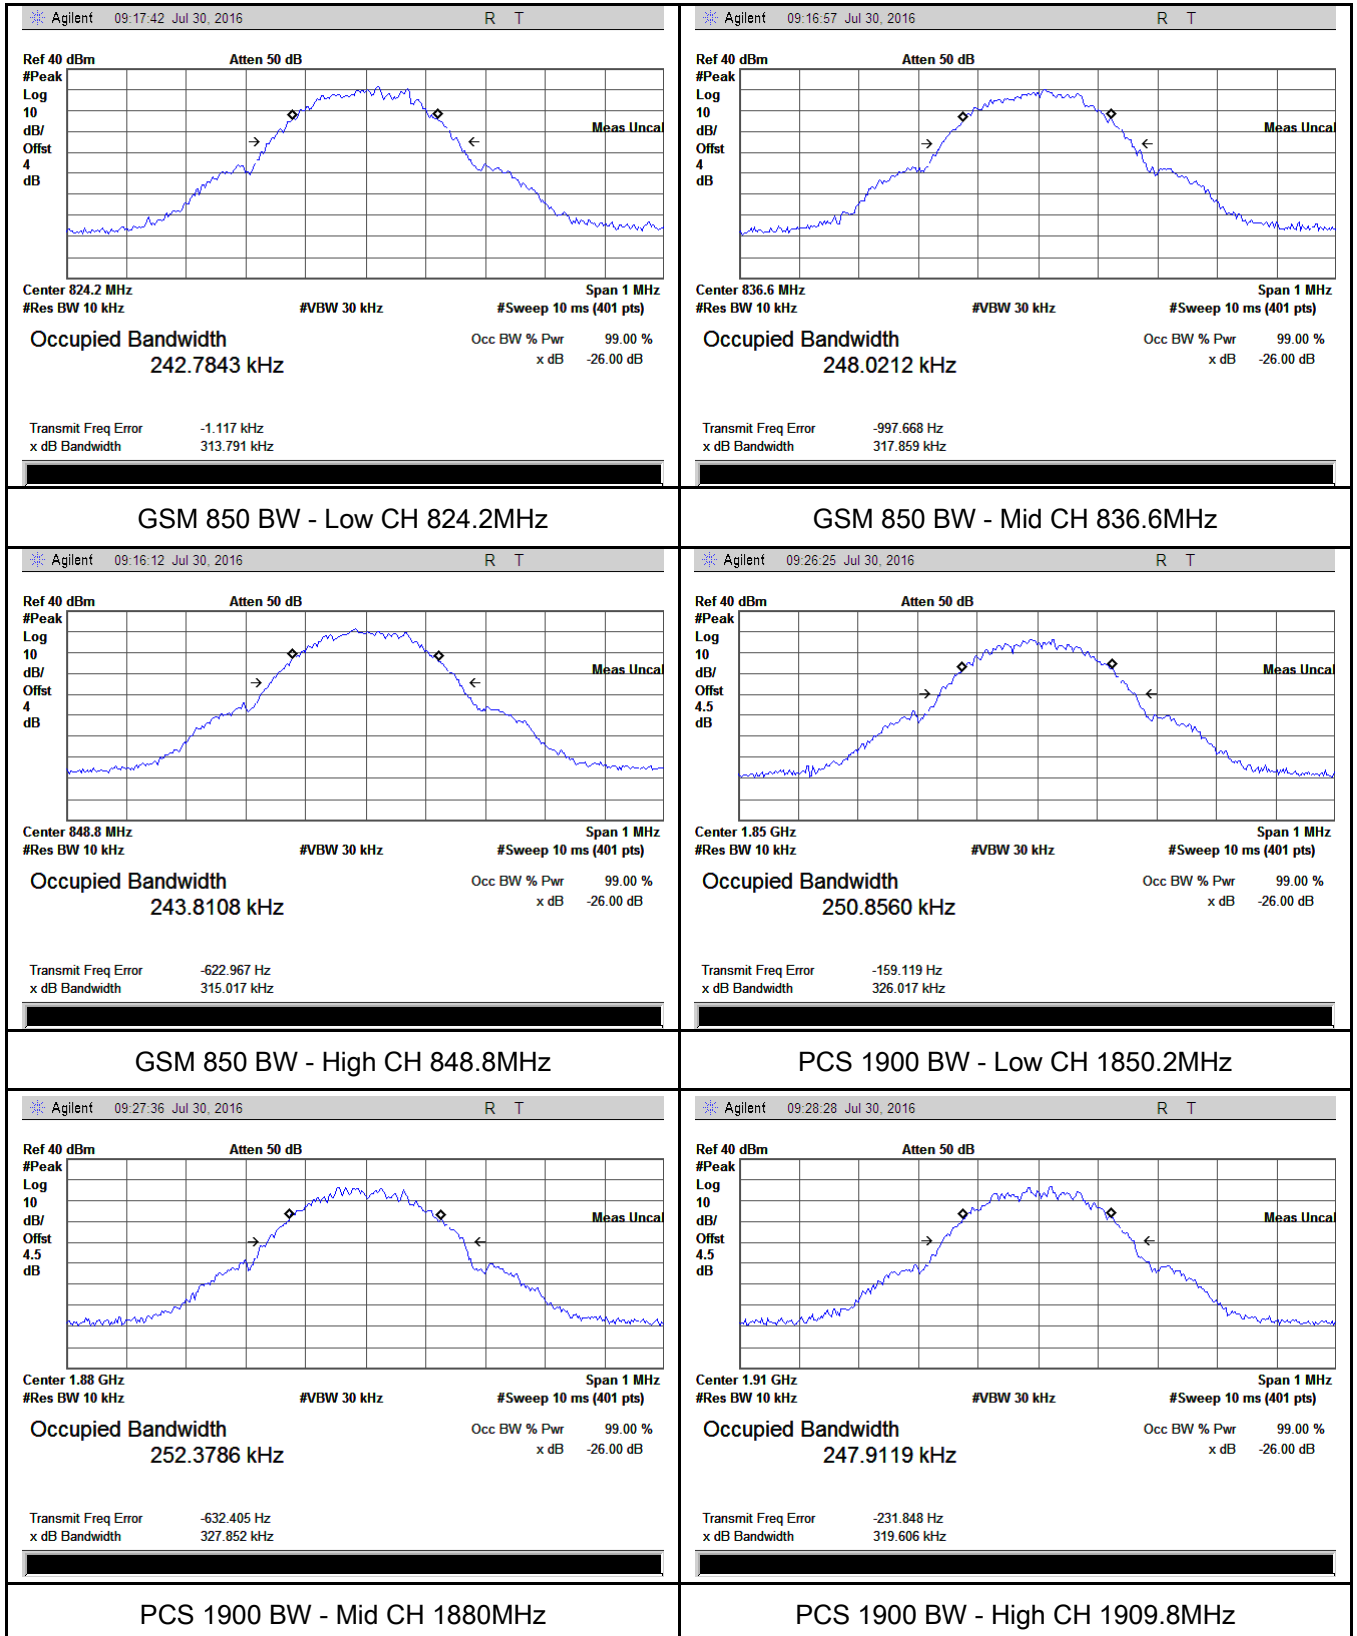 Agilent 09:17:42 Jul 30, 2016 R T
Ref 40 dBm Atten 50 dB
#Peak
Log
10
dB/
Offst
4
dB
Meas Uncal
Center 824.2 MHz Span 1 MHz
#Res BW 10 kHz #VBW 30 kHz #Sweep 10 ms (401 pts)
Occupied Bandwidth Occ BW % Pwr 99.00 %
242.7843 kHz x dB -26.00 dB
Transmit Freq Error -1.117 kHz
x dB Bandwidth 313.791 kHz
GSM 850 BW - Low CH 824.2MHz
Agilent 09:16:57 Jul 30, 2016 R T
Ref 40 dBm Atten 50 dB
#Peak
Log
10
dB/
Offst
4
dB
Meas Uncal
Center 836.6 MHz Span 1 MHz
#Res BW 10 kHz #VBW 30 kHz #Sweep 10 ms (401 pts)
Occupied Bandwidth Occ BW % Pwr 99.00 %
248.0212 kHz x dB -26.00 dB
Transmit Freq Error -997.668 Hz
x dB Bandwidth 317.859 kHz
GSM 850 BW - Mid CH 836.6MHz
Agilent 09:16:12 Jul 30, 2016 R T
Ref 40 dBm Atten 50 dB
#Peak
Log
10
dB/
Offst
4
dB
Meas Uncal
Center 848.8 MHz Span 1 MHz
#Res BW 10 kHz #VBW 30 kHz #Sweep 10 ms (401 pts)
Occupied Bandwidth Occ BW % Pwr 99.00 %
243.8108 kHz x dB -26.00 dB
Transmit Freq Error -622.967 Hz
x dB Bandwidth 315.017 kHz
GSM 850 BW - High CH 848.8MHz
Agilent 09:26:25 Jul 30, 2016 R T
Ref 40 dBm Atten 50 dB
#Peak
Log
10
dB/
Offst
4.5
dB
Meas Uncal
Center 1.85 GHz Span 1 MHz
#Res BW 10 kHz #VBW 30 kHz #Sweep 10 ms (401 pts)
Occupied Bandwidth Occ BW % Pwr 99.00 %
250.8560 kHz x dB -26.00 dB
Transmit Freq Error -159.119 Hz
x dB Bandwidth 326.017 kHz
PCS 1900 BW - Low CH 1850.2MHz
Agilent 09:27:36 Jul 30, 2016 R T
Ref 40 dBm Atten 50 dB
#Peak
Log
10
dB/
Offst
4.5
dB
Meas Uncal
Center 1.88 GHz Span 1 MHz
#Res BW 10 kHz #VBW 30 kHz #Sweep 10 ms (401 pts)
Occupied Bandwidth Occ BW % Pwr 99.00 %
252.3786 kHz x dB -26.00 dB
Transmit Freq Error -632.405 Hz
x dB Bandwidth 327.852 kHz
PCS 1900 BW - Mid CH 1880MHz
Agilent 09:28:28 Jul 30, 2016 R T
Ref 40 dBm Atten 50 dB
#Peak
Log
10
dB/
Offst
4.5
dB
Meas Uncal
Center 1.91 GHz Span 1 MHz
#Res BW 10 kHz #VBW 30 kHz #Sweep 10 ms (401 pts)
Occupied Bandwidth Occ BW % Pwr 99.00 %
247.9119 kHz x dB -26.00 dB
Transmit Freq Error -231.848 Hz
x dB Bandwidth 319.606 kHz
PCS 1900 BW - High CH 1909.8MHz